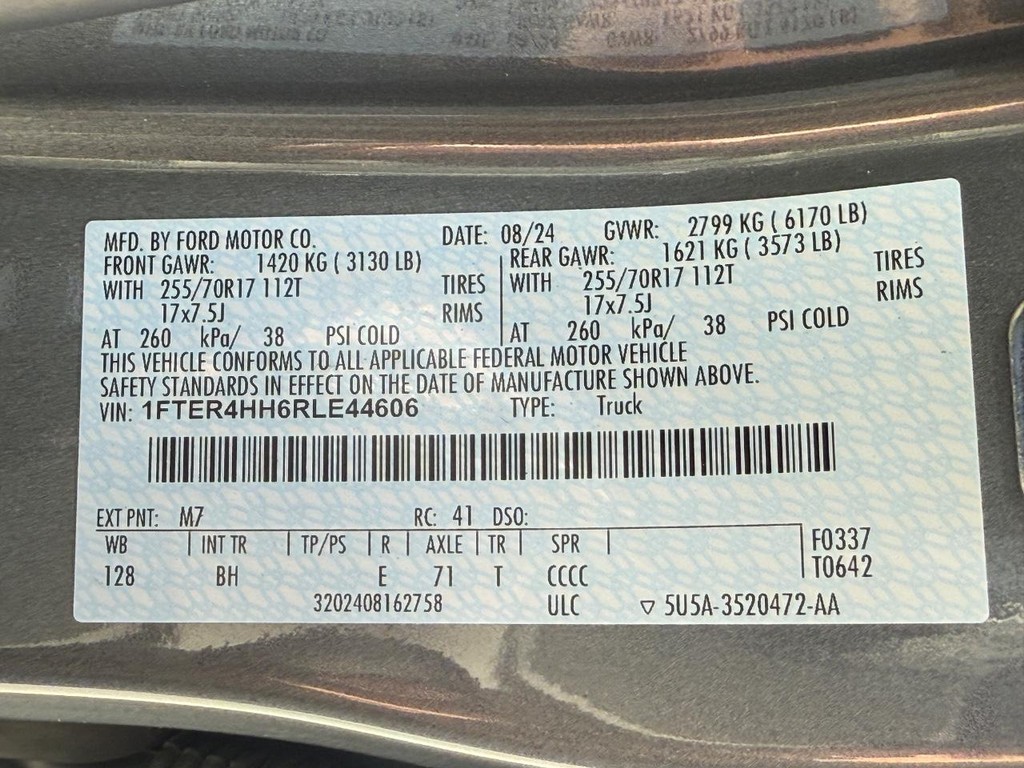 MFD. BY FORD MOTOR CO. DATE: 08/24 GVWR: 2799 KG ( 6170 LB)
FRONT GAWR: 1420 KG ( 3130 LB) REAR GAWR: 1621 KG ( 3573 LB)
WITH 255/70R17 112T TIRES WITH 255/70R17 112T TIRES
17x7.5J RIMS 17x7.5J RIMS
AT 260 kPa/ 38 PSI COLD AT 260 kPa/ 38 PSI COLD
THIS VEHICLE CONFORMS TO ALL APPLICABLE FEDERAL MOTOR VEHICLE
SAFETY STANDARDS IN EFFECT ON THE DATE OF MANUFACTURE SHOWN ABOVE.
VIN: 1FTER4HH6RLE44606 TYPE: Truck
EXT PNT: M7 RC: 41 DSO:
WB | INT TR | TP/PS | R | AXLE | TR | SPR | F0337
128 BH E 71 T CCCC T0642
3202408162758 ULC ▽ 5U5A-3520472-AA